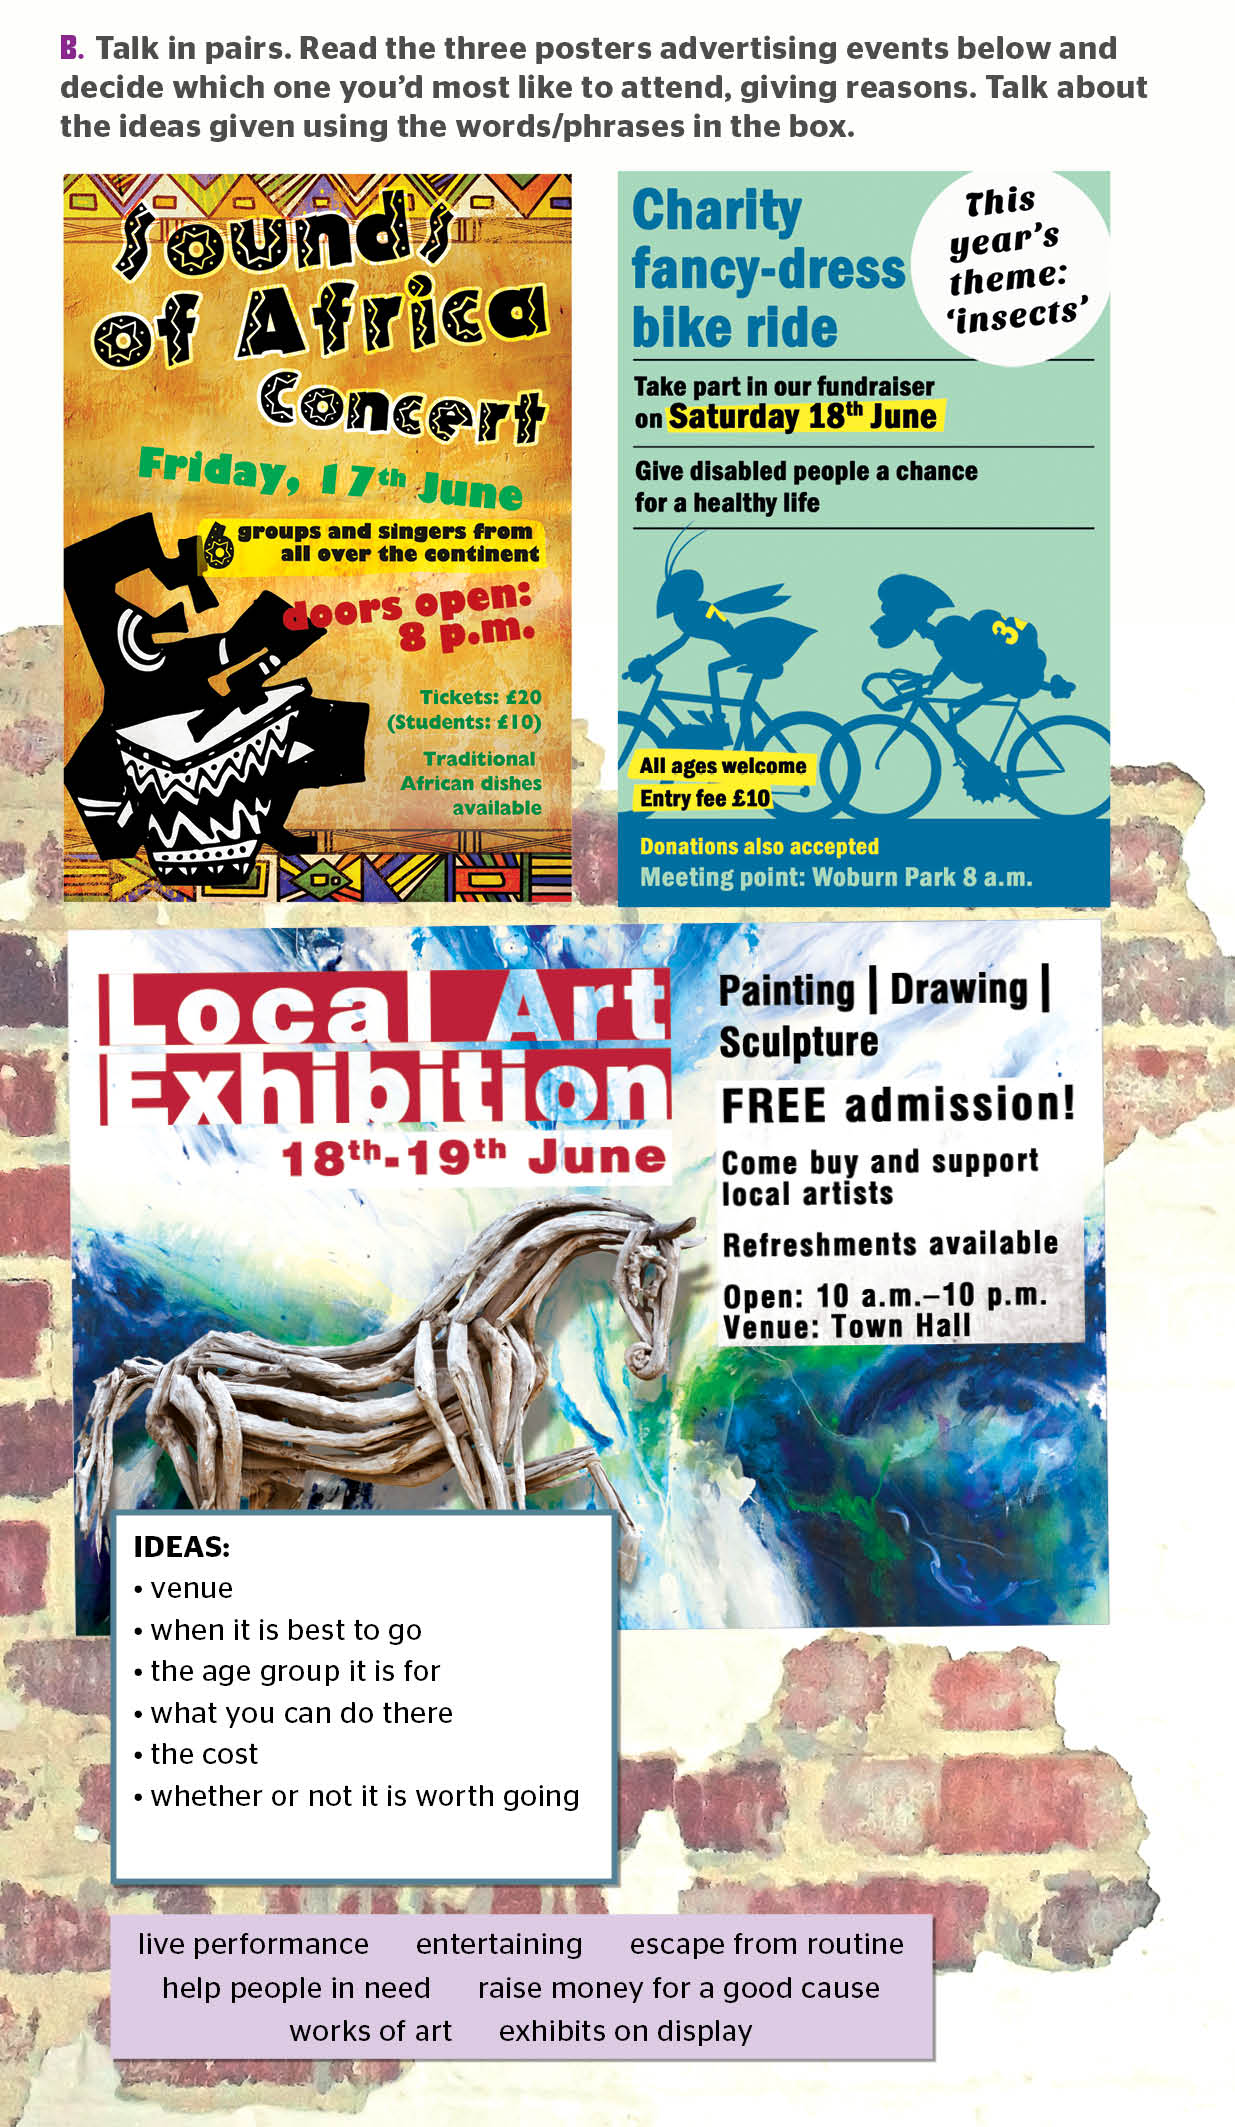 B. Talk in pairs. Read the three posters advertising events below and
decide which one you’d most like to attend, giving reasons. Talk about
the ideas given using the words/phrases in the box.
Sounds
of Africa
Concert
Friday, 17th June
6 groups and singers from
all over the continent
doors open:
8 p.m.
Tickets: £20
(Students: £10)
Traditional
African dishes
available
Charity
fancy-dress
bike ride
This
year’s
theme:
‘insects’
Take part in our fundraiser
on Saturday 18th June
Give disabled people a chance
for a healthy life
7
32
All ages welcome
Entry fee £10
Donations also accepted
Meeting point: Woburn Park 8 a.m.
Local Art
Exhibition
18th-19th June
Painting | Drawing |
Sculpture
FREE admission!
Come buy and support
local artists
Refreshments available
Open: 10 a.m.–10 p.m.
Venue: Town Hall
IDEAS:
• venue
• when it is best to go
• the age group it is for
• what you can do there
• the cost
• whether or not it is worth going
live performance entertaining escape from routine
help people in need raise money for a good cause
works of art exhibits on display